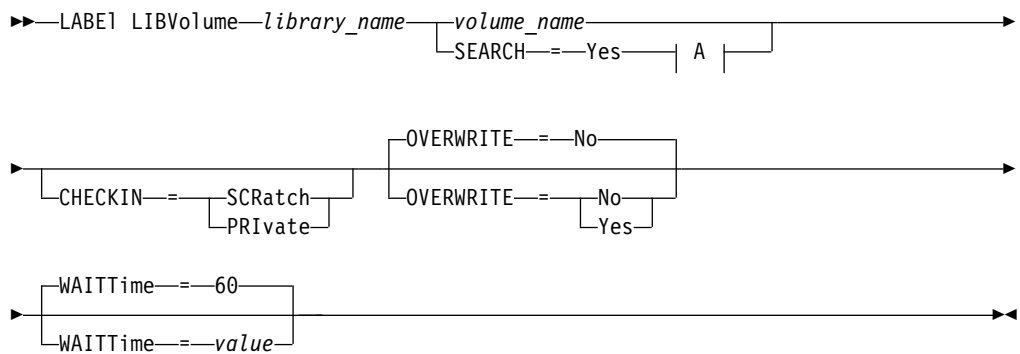 LABEl LIBVolume library_name volume_name
SEARCH = Yes A
OVERWRITE = No
CHECKIN = SCRatch OVERWRITE = No
PRIvate Yes
WAITTime = 60
WAITTime = value